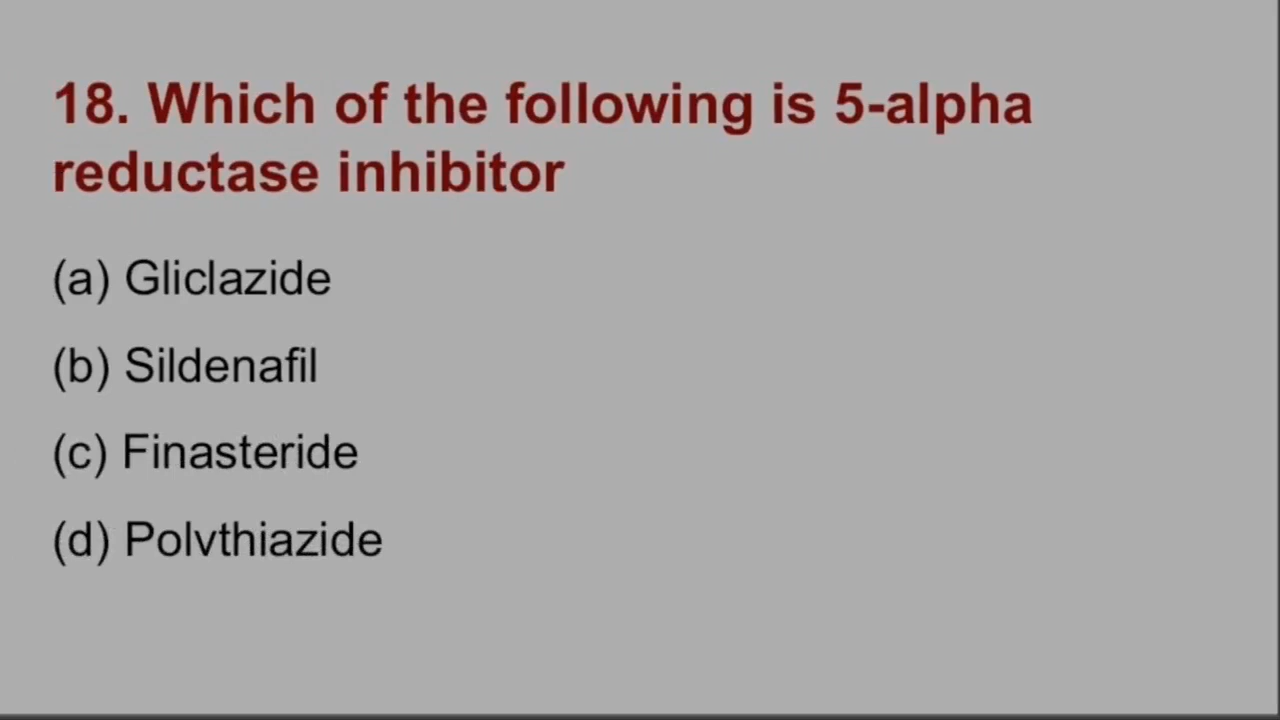 18. Which of the following is 5-alpha
reductase inhibitor
(a) Gliclazide
(b) Sildenafil
(c) Finasteride
(d) Polvthiazide